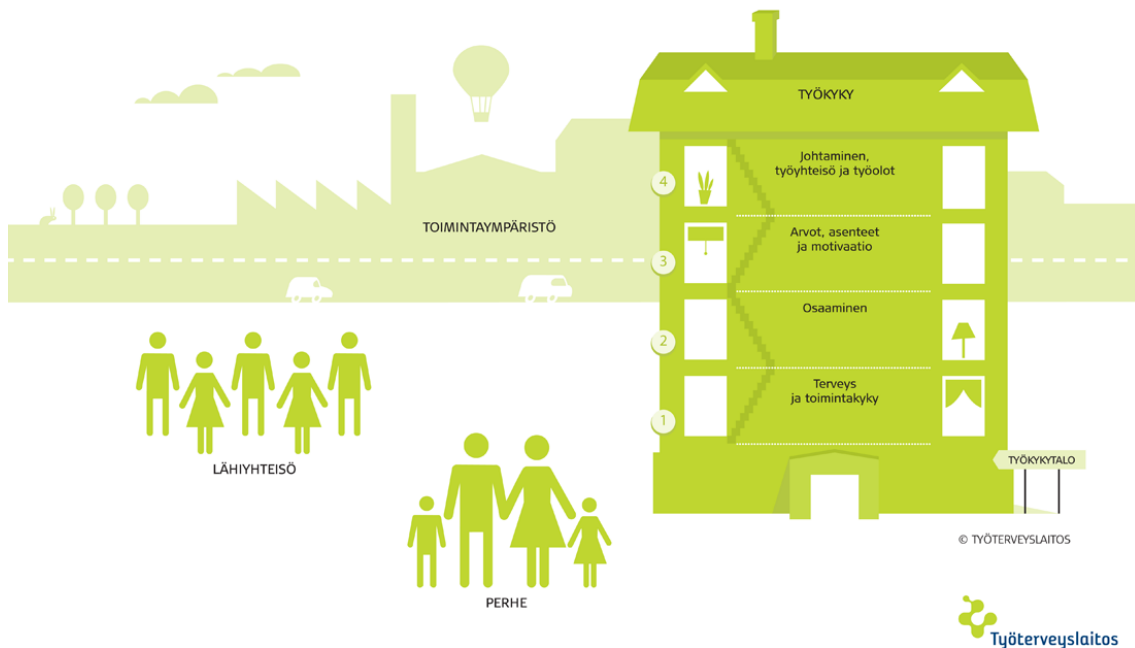 TYÖKYKY
4
Johtaminen,
työyhteisö ja työolot
TOIMINTAYMPÄRISTÖ
3
Arvot, asenteet
ja motivaatio
2
Osaaminen
1
Terveys
ja toimintakyky
LÄHIYHTEISÖ
TYÖKYKYTALO
© TYÖTERVEYSLAITOS
PERHE
Työterveyslaitos